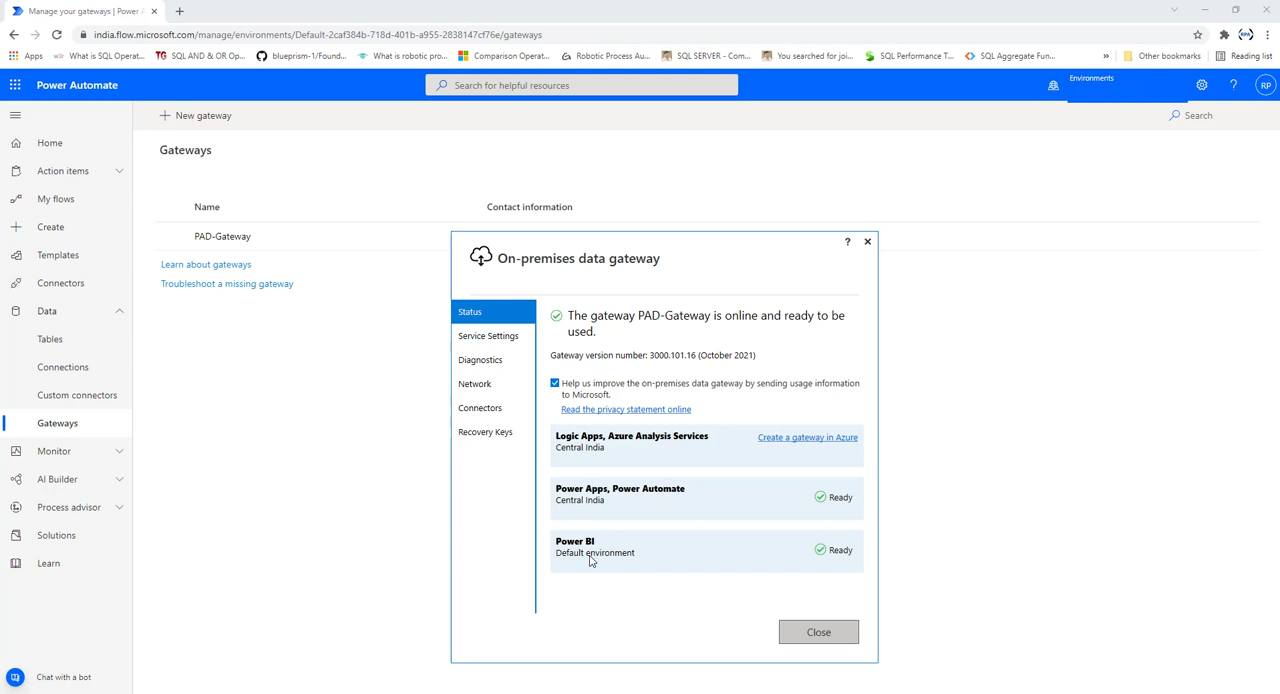 Manage your gateways | Power A
india.flow.microsoft.com/manage/environments/Default-2caf384b-718d-401b-a955-2838147cf76e/gateways
Apps
What is SQL Operat...
SQL AND & OR Op...
blueprism-1/Found...
What is robotic pro...
Comparison Operat...
Robotic Process Au...
SQL SERVER - Com...
You searched for joi...
SQL Performance T...
SQL Aggregate Fun...
»
Other bookmarks
Reading list
Power Automate
Search for helpful resources
Environments
?
RP
New gateway
Search
Home
Action items
My flows
Create
Templates
Connectors
Data
Tables
Connections
Custom connectors
Gateways
Monitor
AI Builder
Process advisor
Solutions
Learn
Chat with a bot
Gateways
Name
Contact information
PAD-Gateway
Learn about gateways
Troubleshoot a missing gateway
?
On-premises data gateway
Status
Service Settings
Diagnostics
Network
Connectors
Recovery Keys
The gateway PAD-Gateway is online and ready to be
used.
Gateway version number: 3000.101.16 (October 2021)
Help us improve the on-premises data gateway by sending usage information
to Microsoft.
Read the privacy statement online
Logic Apps, Azure Analysis Services
Central India
Create a gateway in Azure
Power Apps, Power Automate
Central India
Ready
Power BI
Default environment
Ready
Close